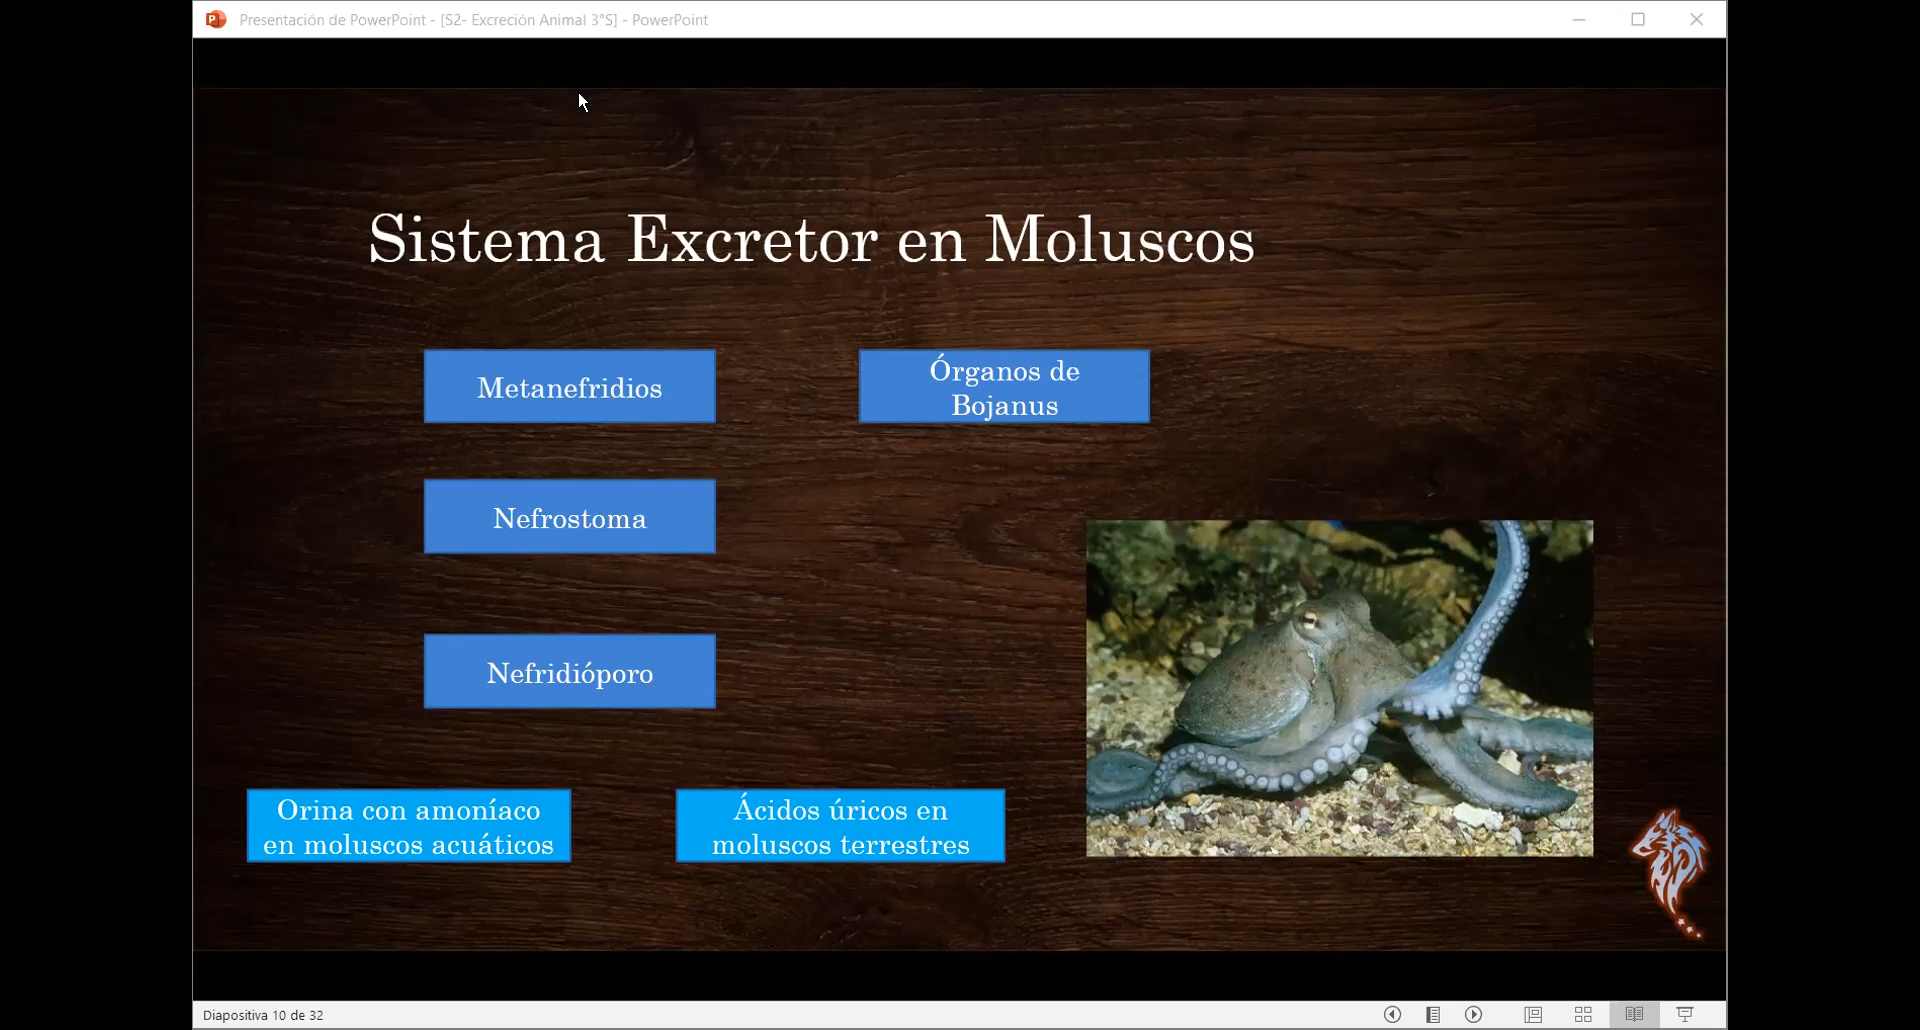 Presentación de PowerPoint - [S2- Excreción Animal 3°S] - PowerPoint
Sistema Excretor en Moluscos
Metanefridios
Órganos de
Bojanus
Nefrostoma
Nefridióporo
Orina con amoníaco
en moluscos acuáticos
Ácidos úricos en
moluscos terrestres
Diapositiva 10 de 32